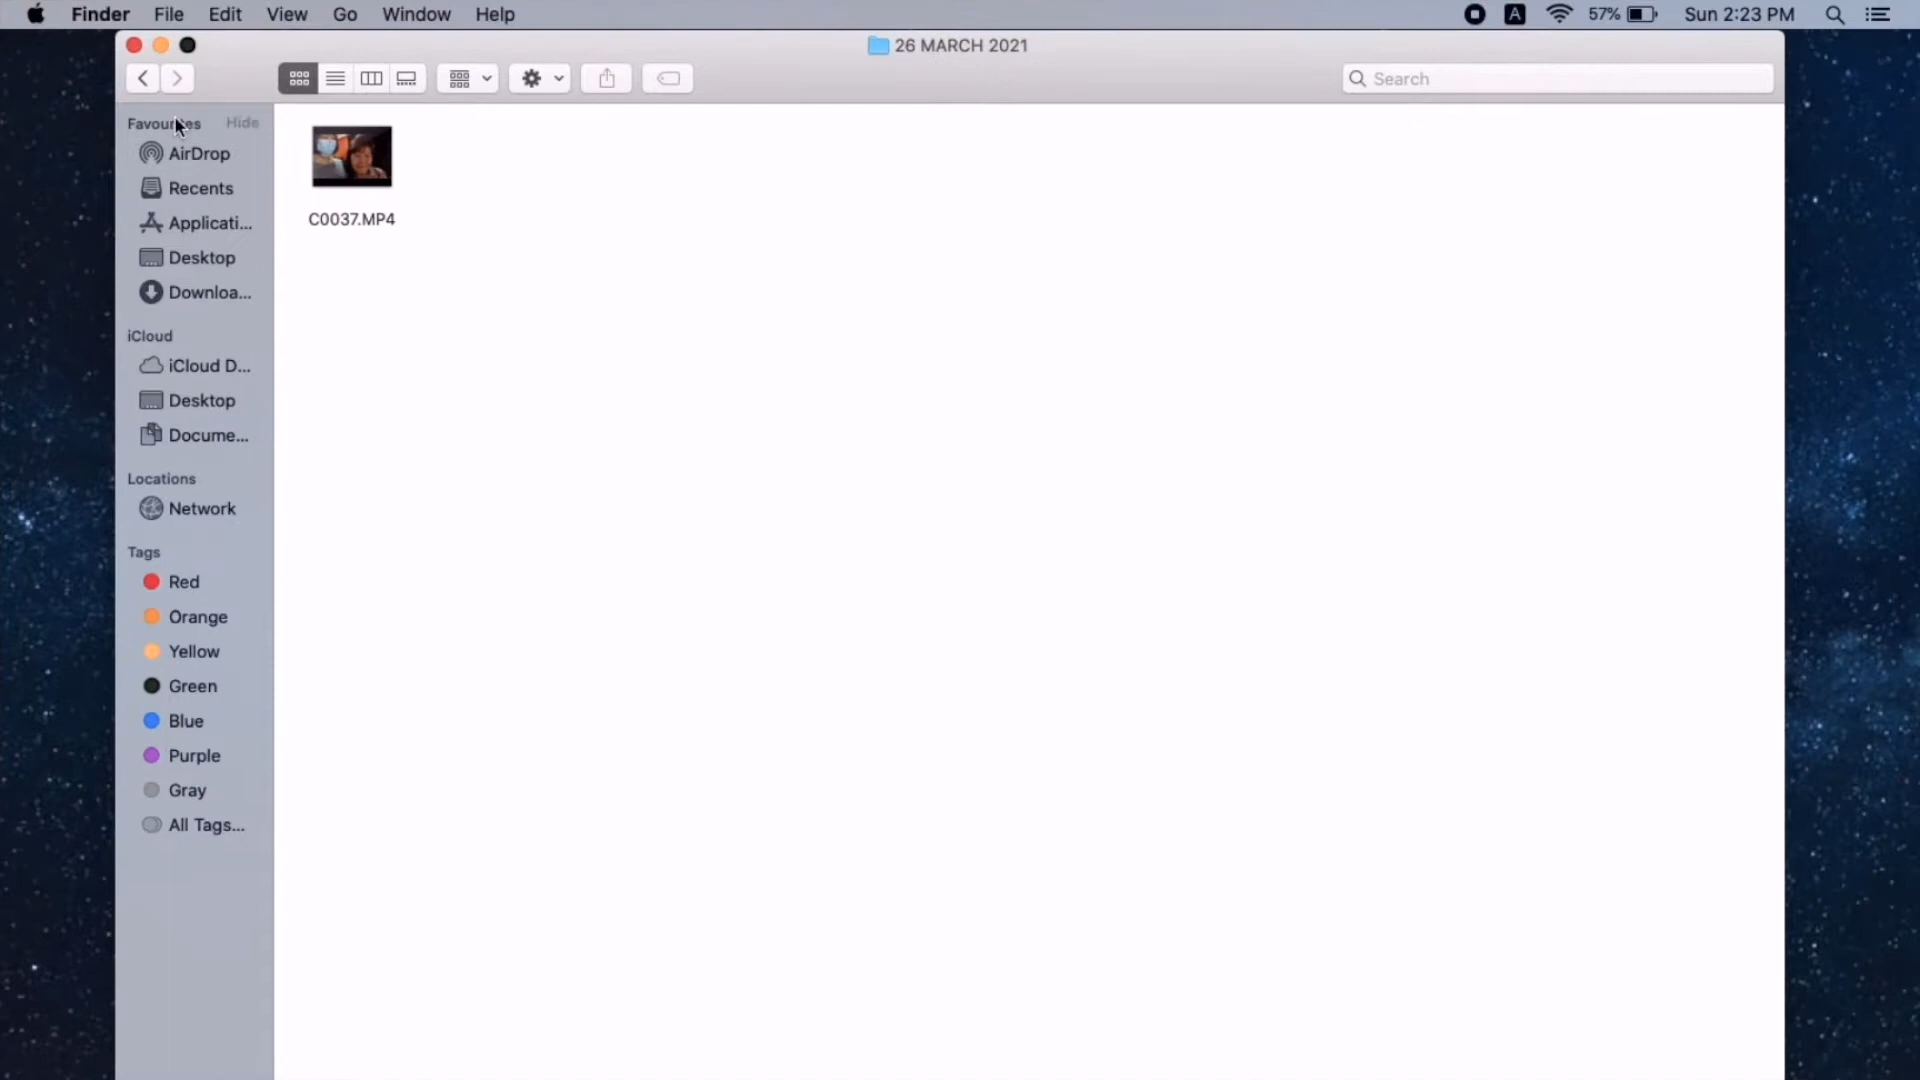 Finder File Edit View Go Window Help A 57% Sun 2:23 PM
26 MARCH 2021
Search
Favourites Hide
AirDrop
Recents
Applicati...
Desktop
Downloa...
iCloud
iCloud D...
Desktop
Docume...
Locations
Network
Tags
Red
Orange
Yellow
Green
Blue
Purple
Gray
All Tags...
C0037.MP4